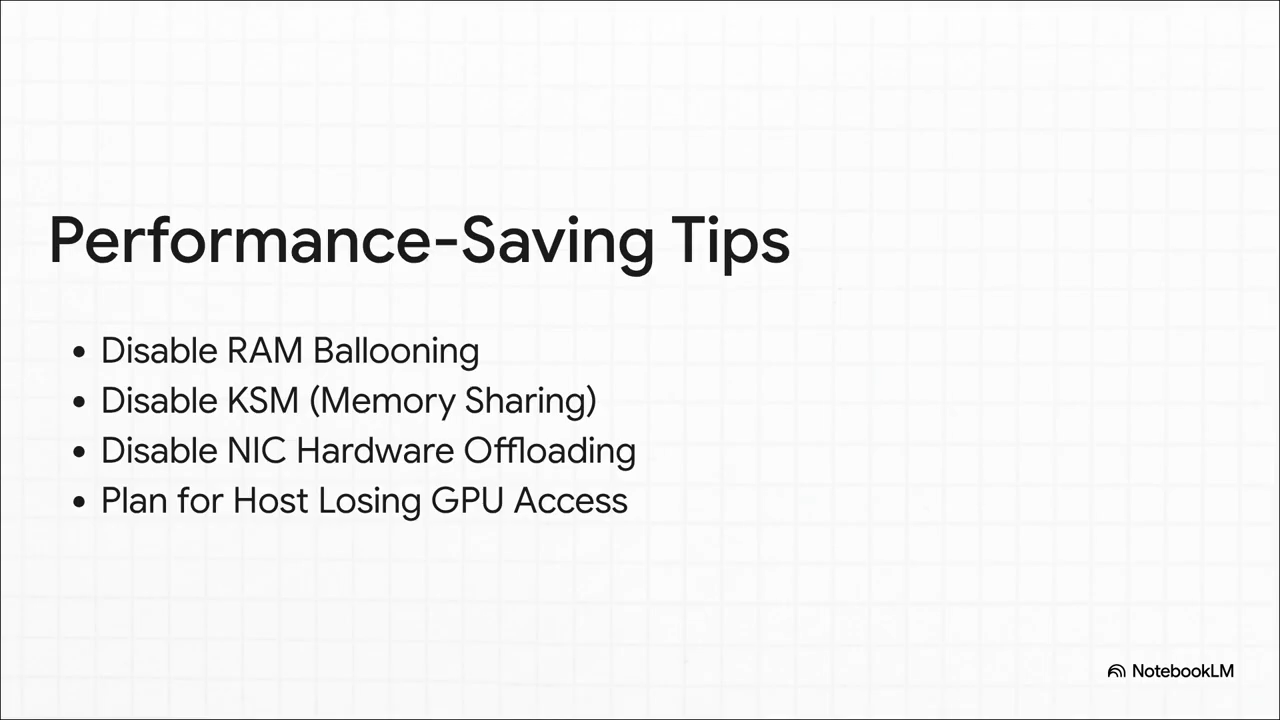 Performance-Saving Tips
• Disable RAM Ballooning
• Disable KSM (Memory Sharing)
• Disable NIC Hardware Offloading
• Plan for Host Losing GPU Access
NotebookLM